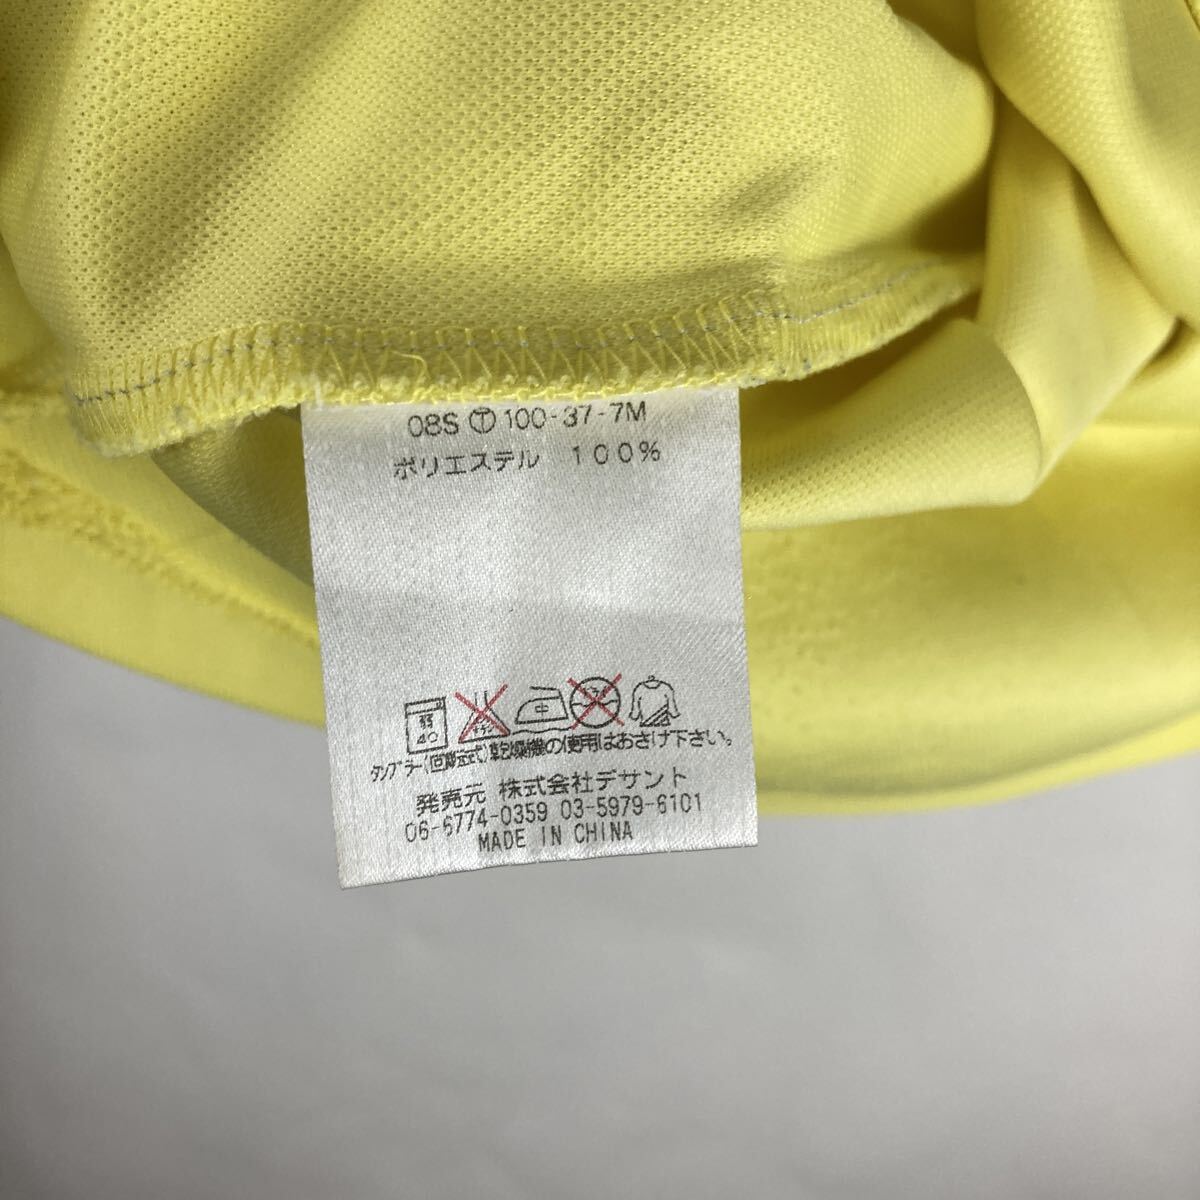 08S Ⓣ 100-37-7M
ポリエステル 100%
弱
40
中
タンブラー(回転式)乾燥機の使用はおさけ下さい。
発売元 株式会社デサント
06-6774-0359 03-5979-6101
MADE IN CHINA